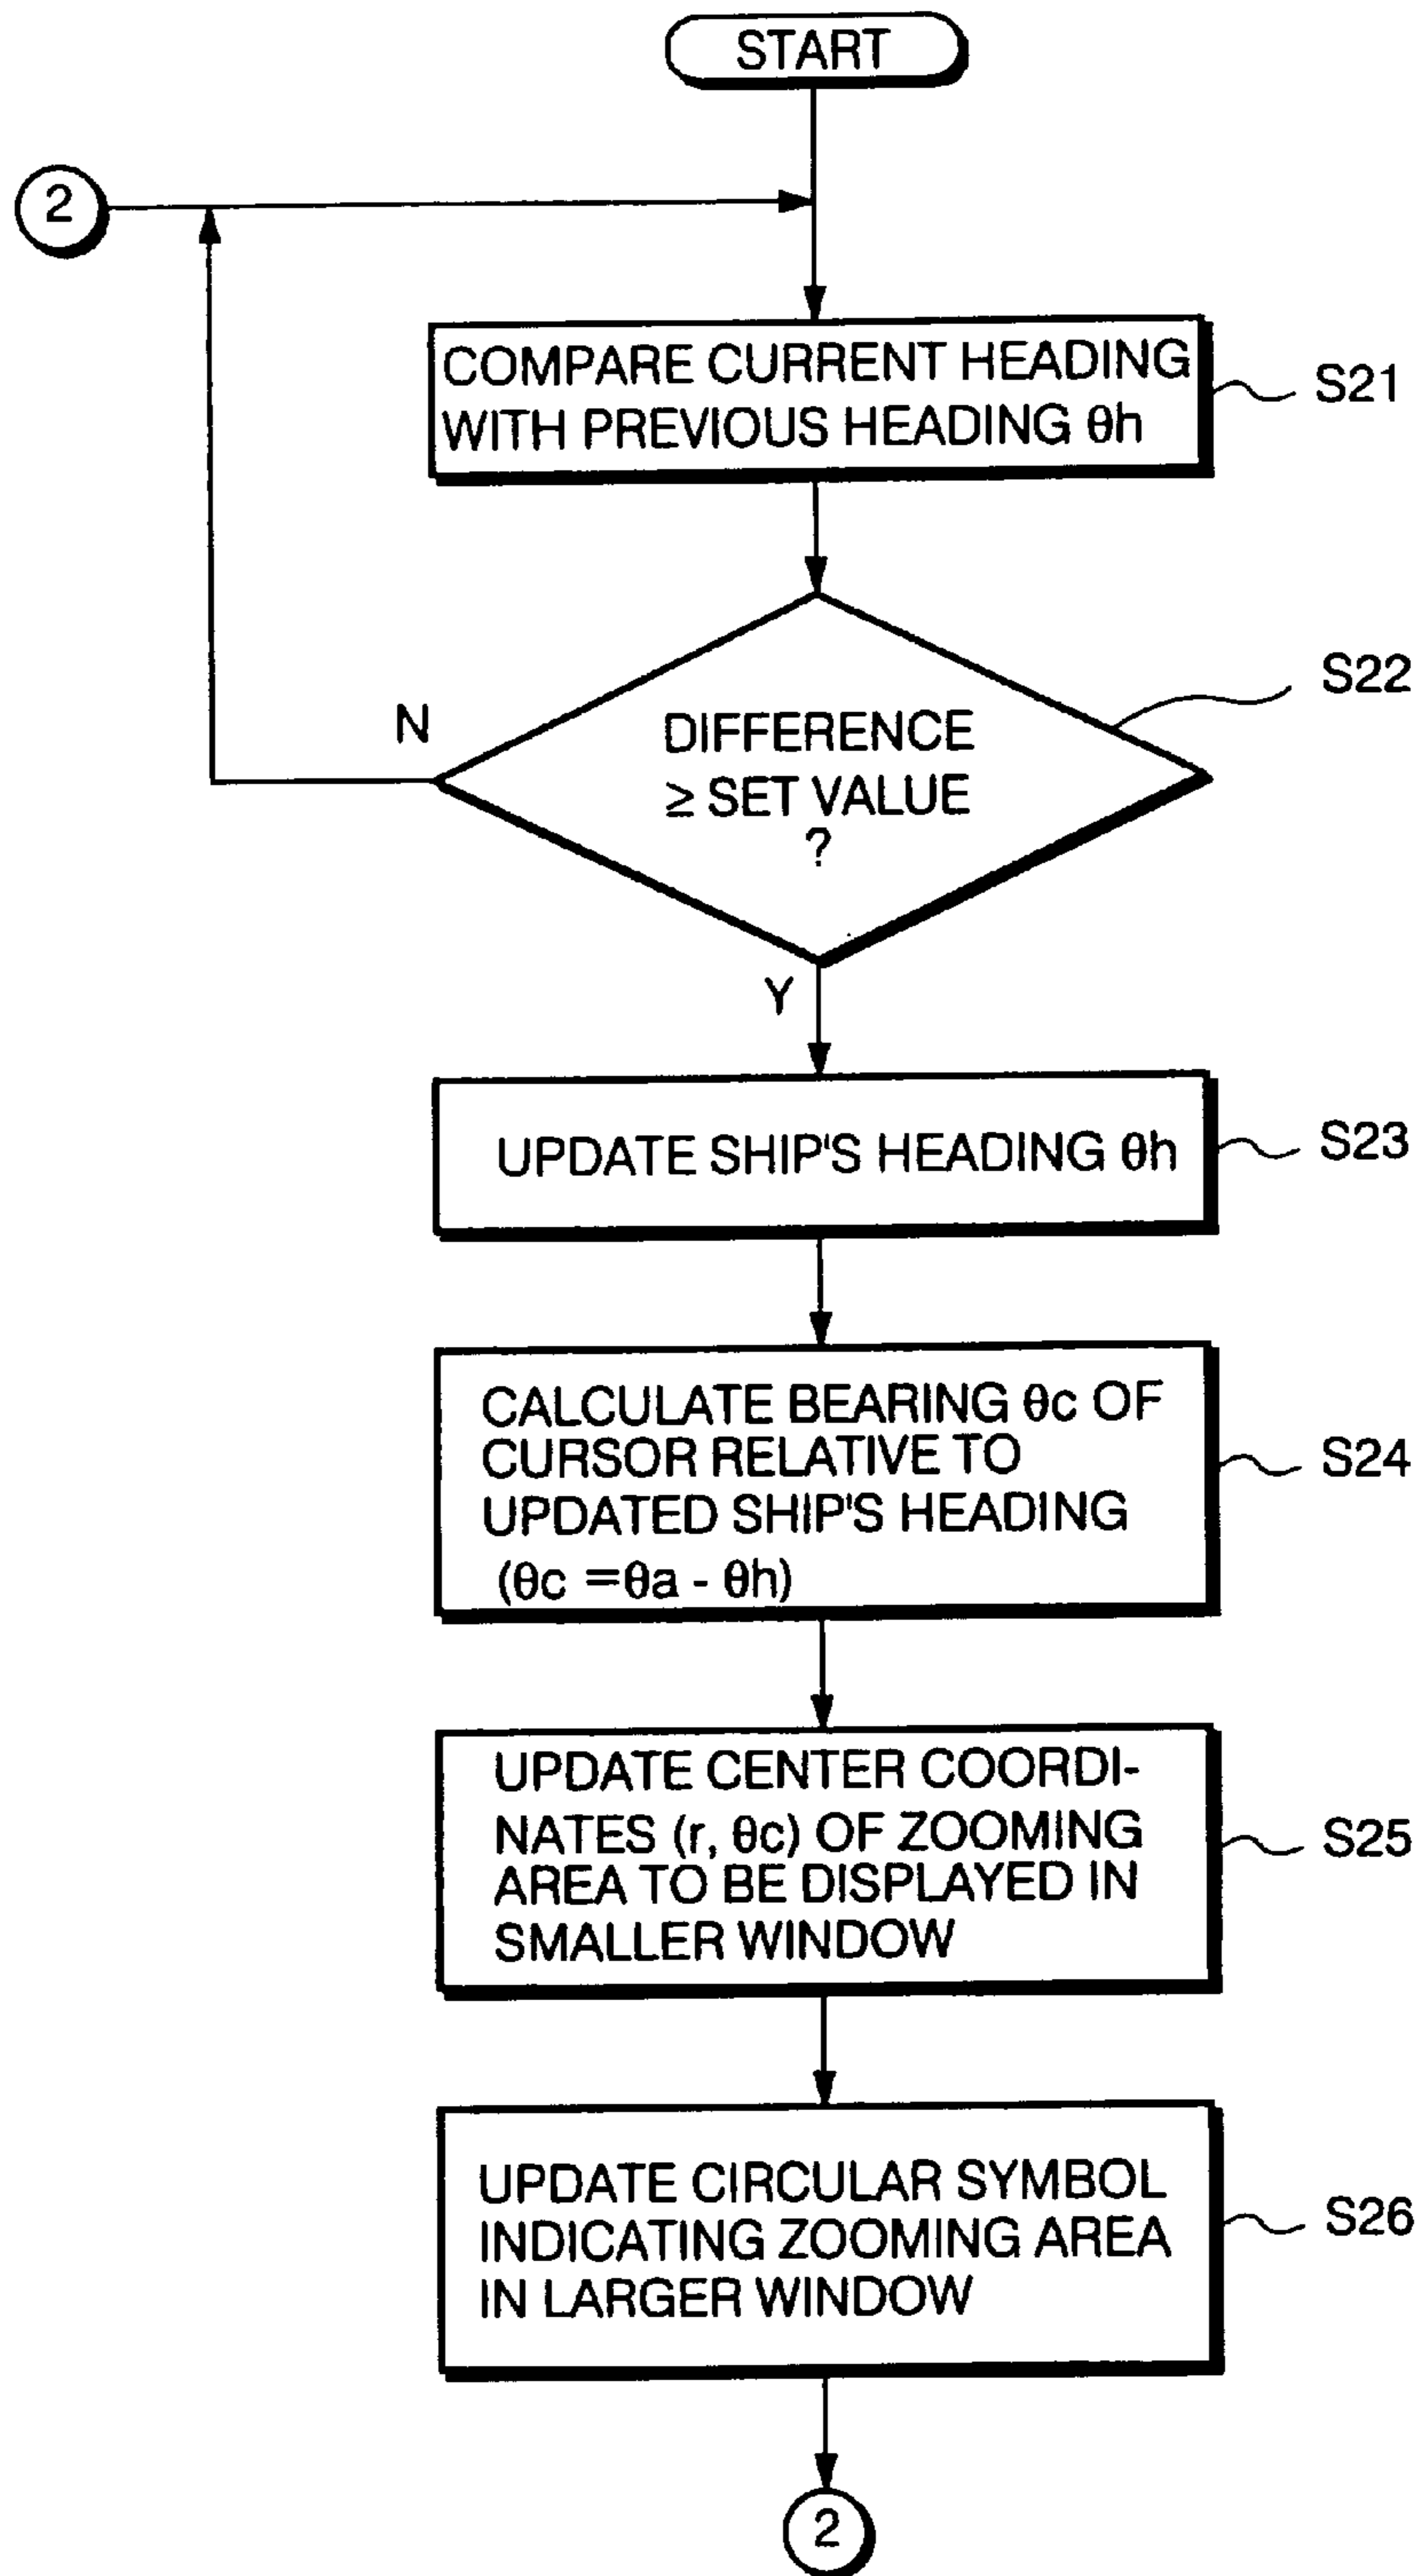 START
2
COMPARE CURRENT HEADING
WITH PREVIOUS HEADING θh
S21
S22
N
DIFFERENCE
≥ SET VALUE
?
Y
UPDATE SHIP'S HEADING θh
S23
CALCULATE BEARING θc OF
CURSOR RELATIVE TO
UPDATED SHIP'S HEADING
(θc =θa - θh)
S24
UPDATE CENTER COORDI-
NATES (r, θc) OF ZOOMING
AREA TO BE DISPLAYED IN
SMALLER WINDOW
S25
UPDATE CIRCULAR SYMBOL
INDICATING ZOOMING AREA
IN LARGER WINDOW
S26
2